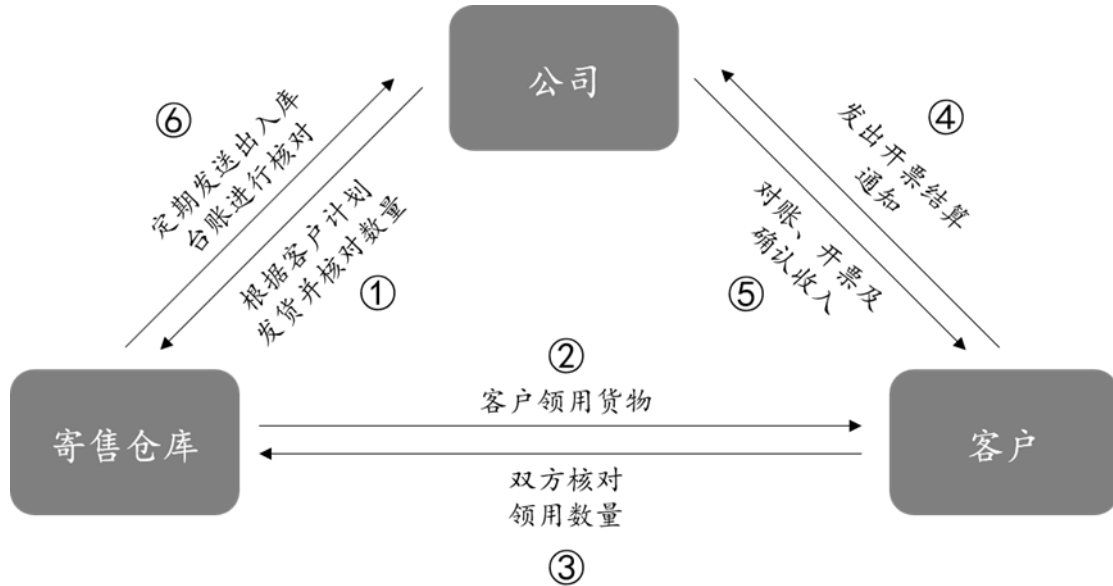 公司
⑥
定期发送出入库
台账进行核对
根据客户计划
发货并核对数量
①
④
发出开票结算
通知
对账、开票及
确认收入
⑤
②
客户领用货物
寄售仓库
客户
双方核对
领用数量
③